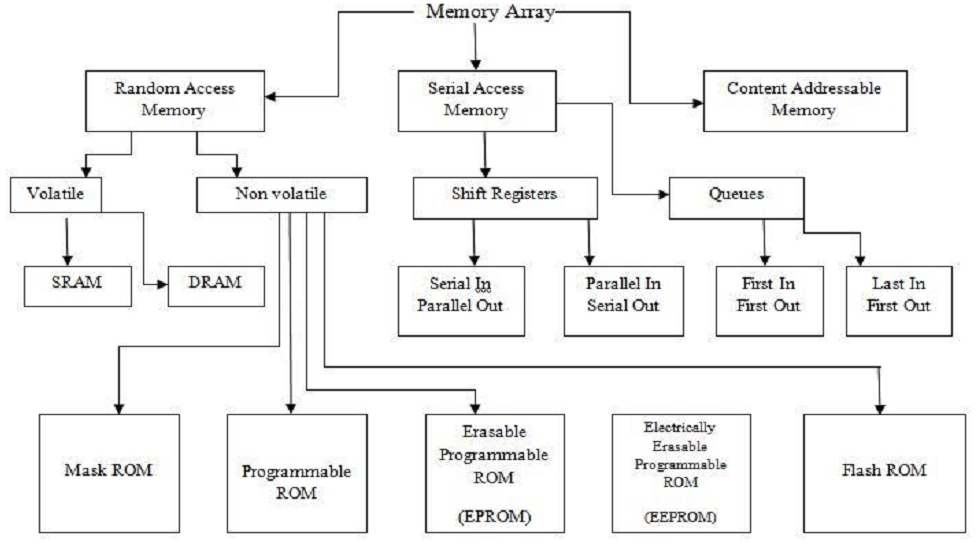 Memory Array
Random Access
Memory
Serial Access
Memory
Content Addressable
Memory
Volatile
Non volatile
Shift Registers
Queues
SRAM
DRAM
Serial In
Parallel Out
Parallel In
Serial Out
First In
First Out
Last In
First Out
Mask ROM
Programmable
ROM
Erasable
Programmable
ROM
(EPROM)
Electrically
Erasable
Programmable
ROM
(EEPROM)
Flash ROM